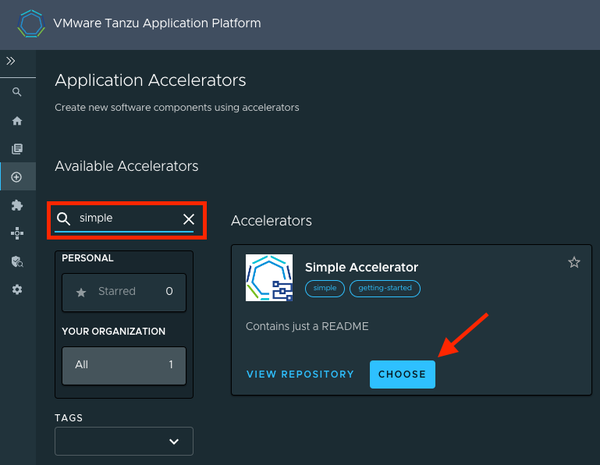 VMware Tanzu Application Platform
Application Accelerators
Create new software components using accelerators
Available Accelerators
simple
PERSONAL
Starred 0
YOUR ORGANIZATION
All 1
TAGS
Accelerators
Simple Accelerator
simple getting-started
Contains just a README
VIEW REPOSITORY CHOOSE